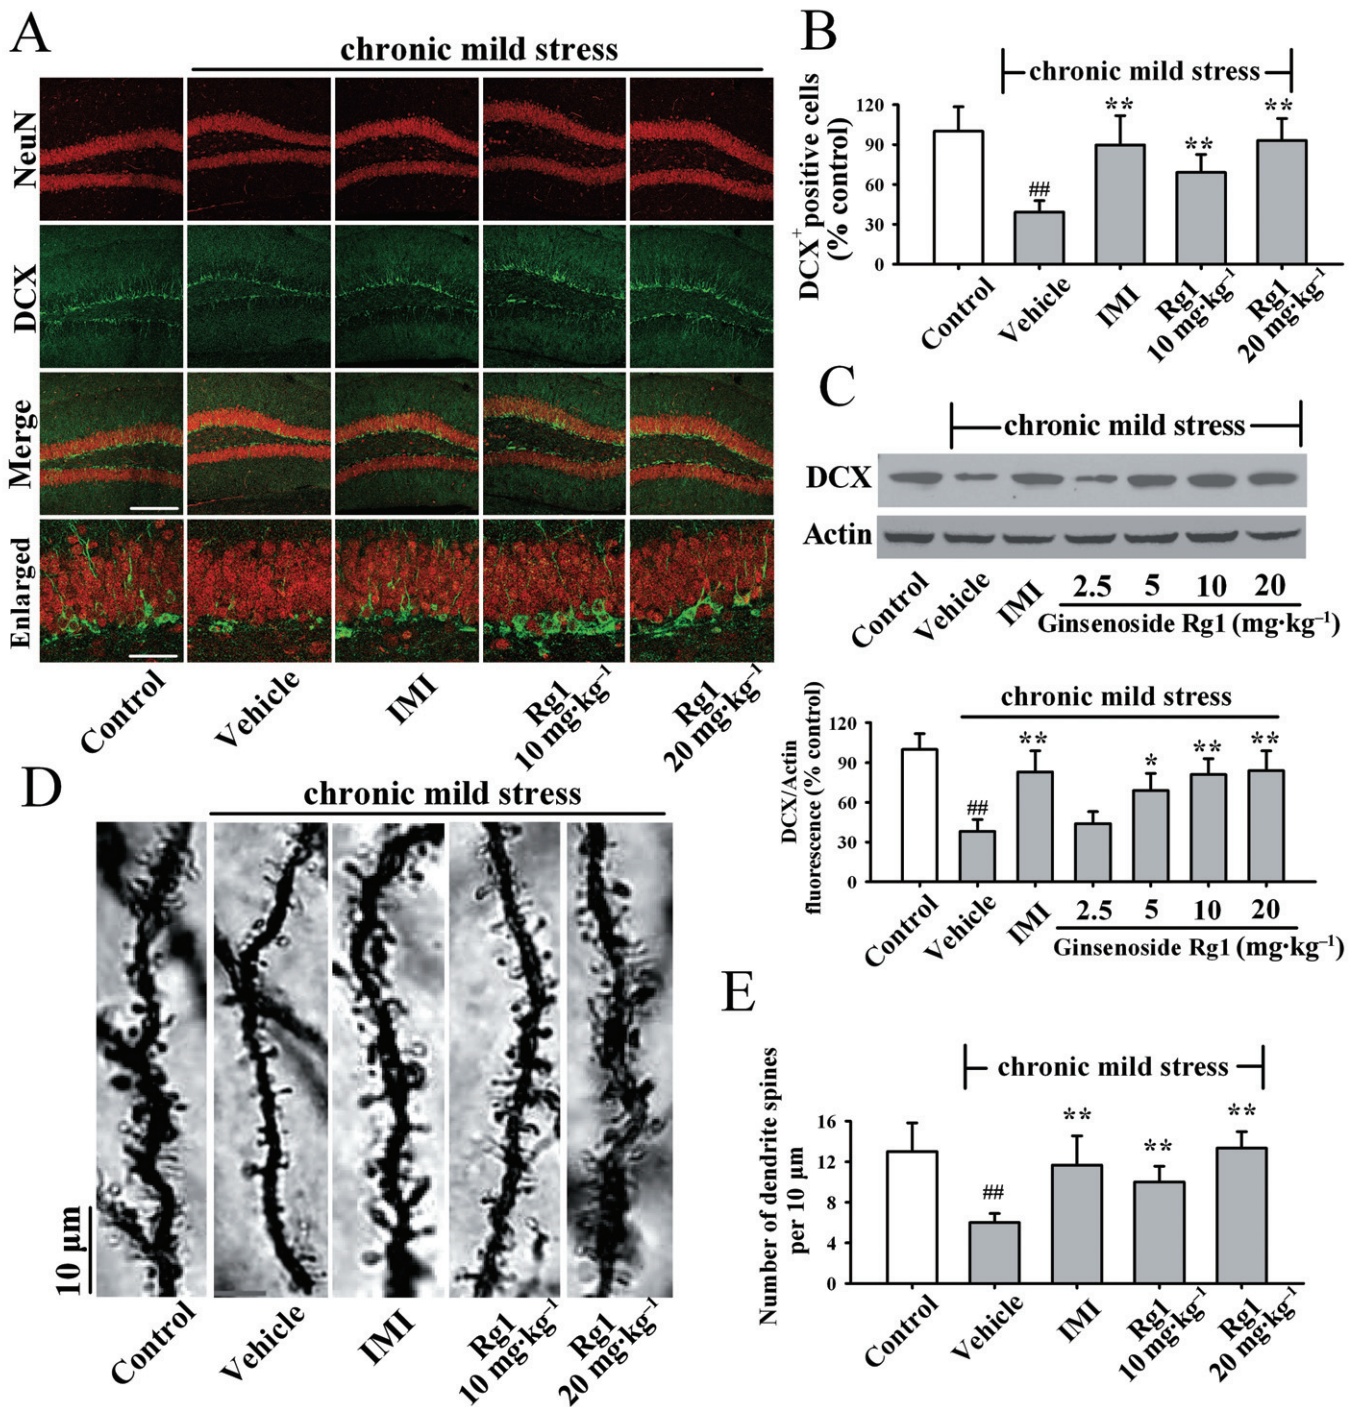 A
chronic mild stress
NeuN
DCX
Merge
Enlarged
Control
Vehicle
IMI
Rg1
10 mg·kg⁻¹
Rg1
20 mg·kg⁻¹
B
chronic mild stress
DCX⁺ positive cells
(% control)
120
90
60
30
0
##
**
**
**
Control
Vehicle
IMI
Rg1
10 mg·kg⁻¹
Rg1
20 mg·kg⁻¹
C
chronic mild stress
DCX
Actin
Control
Vehicle
IMI
2.5 5 10 20
Ginsenoside Rg1 (mg·kg⁻¹)
chronic mild stress
DCX/Actin
fluorescence (% control)
120
90
60
30
0
##
**
*
**
**
Control
Vehicle
IMI
2.5 5 10 20
Ginsenoside Rg1 (mg·kg⁻¹)
D
chronic mild stress
10 µm
Control
Vehicle
IMI
Rg1
10 mg·kg⁻¹
Rg1
20 mg·kg⁻¹
E
chronic mild stress
Number of dendrite spines
per 10 µm
16
12
8
4
0
##
**
**
**
Control
Vehicle
IMI
Rg1
10 mg·kg⁻¹
Rg1
20 mg·kg⁻¹